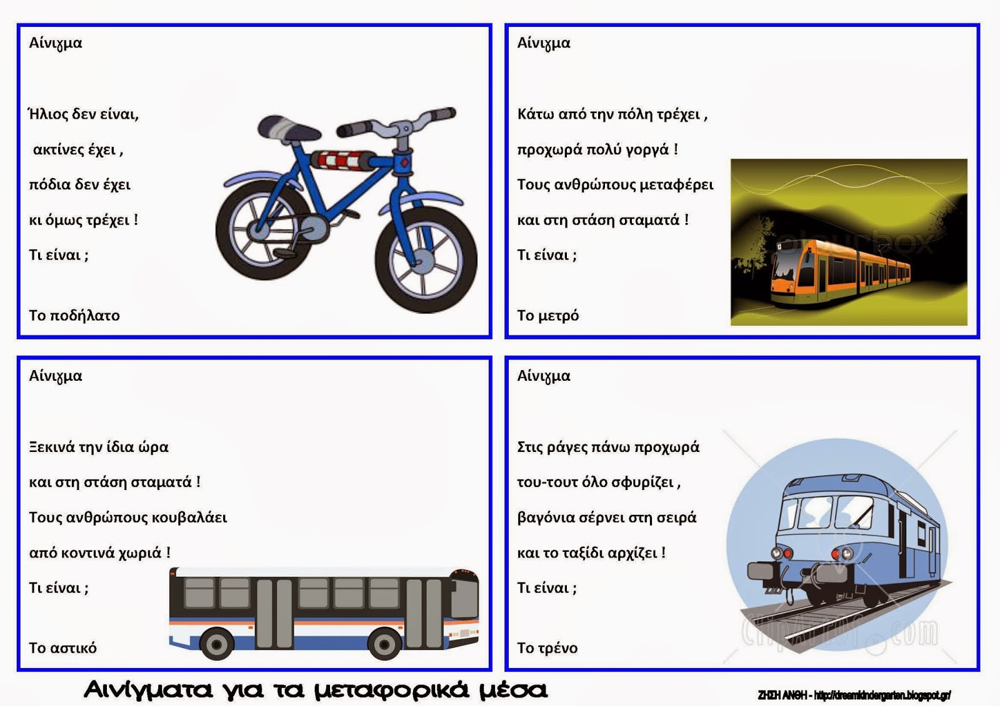 Αίνιγμα
Ήλιος δεν είναι,
ακτίνες έχει ,
πόδια δεν έχει
κι όμως τρέχει !
Τι είναι ;
Το ποδήλατο
Αίνιγμα
Κάτω από την πόλη τρέχει ,
προχωρά πολύ γοργά !
Τους ανθρώπους μεταφέρει
και στη στάση σταματά !
Τι είναι ;
Το μετρό
13
Αίνιγμα
Ξεκινά την ίδια ώρα
και στη στάση σταματά !
Τους ανθρώπους κουβαλάει
από κοντινά χωριά !
Τι είναι ;
Το αστικό
Αίνιγμα
Στις ράγες πάνω προχωρά
του-τουτ όλο σφυρίζει ,
βαγόνια σέρνει στη σειρά
και το ταξίδι αρχίζει !
Τι είναι ;
Το τρένο
Αινίγματα για τα μεταφορικά μέσα
ΖΗΣΗ ΑΝΘΗ - http://dreamkindergarten.blogspot.gr/